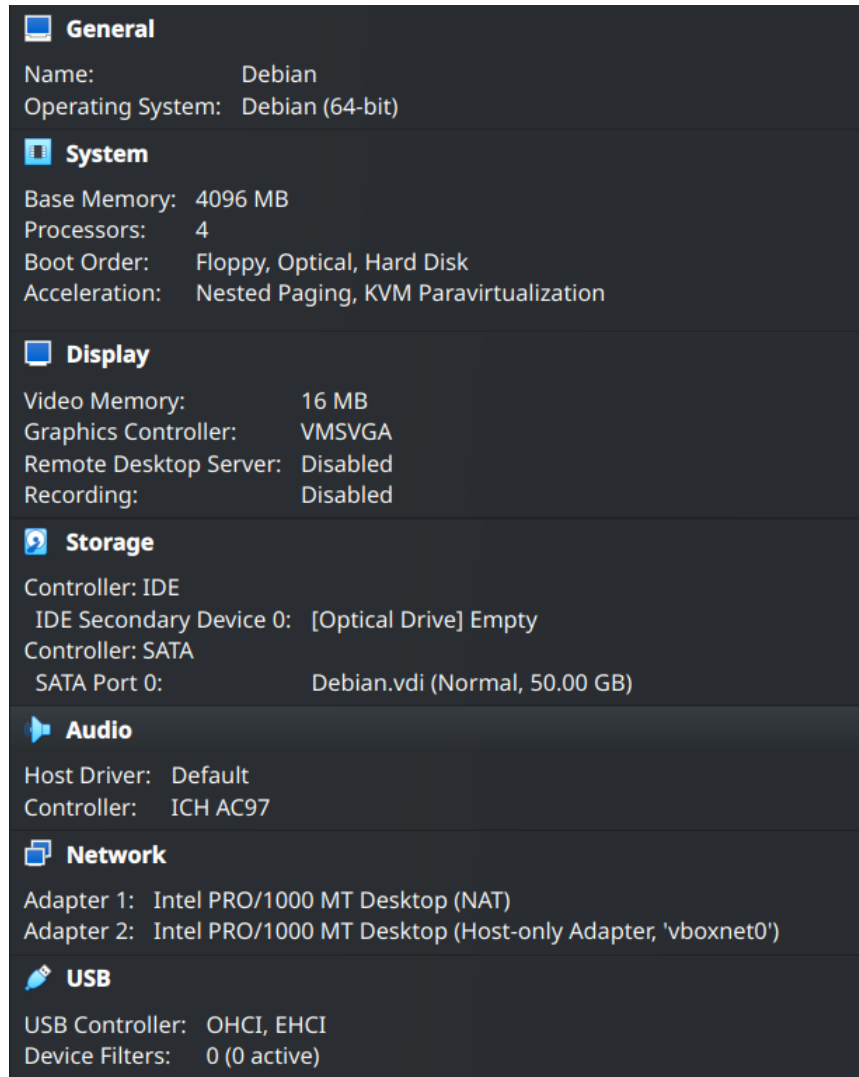 General
Name: Debian
Operating System: Debian (64-bit)
System
Base Memory: 4096 MB
Processors: 4
Boot Order: Floppy, Optical, Hard Disk
Acceleration: Nested Paging, KVM Paravirtualization
Display
Video Memory: 16 MB
Graphics Controller: VMSVGA
Remote Desktop Server: Disabled
Recording: Disabled
Storage
Controller: IDE
IDE Secondary Device 0: [Optical Drive] Empty
Controller: SATA
SATA Port 0: Debian.vdi (Normal, 50.00 GB)
Audio
Host Driver: Default
Controller: ICH AC97
Network
Adapter 1: Intel PRO/1000 MT Desktop (NAT)
Adapter 2: Intel PRO/1000 MT Desktop (Host-only Adapter, 'vboxnet0')
USB
USB Controller: OHCI, EHCI
Device Filters: 0 (0 active)